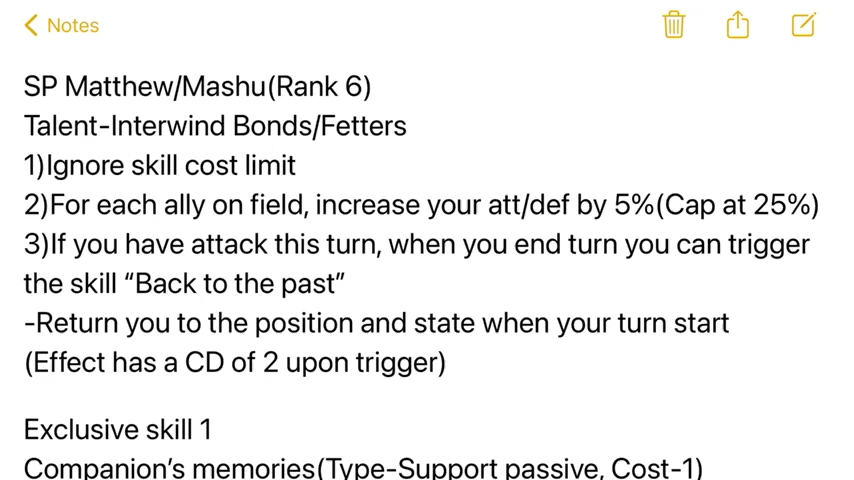 Notes
SP Matthew/Mashu(Rank 6)
Talent-Interwind Bonds/Fetters
1)Ignore skill cost limit
2)For each ally on field, increase your att/def by 5%(Cap at 25%)
3)If you have attack this turn, when you end turn you can trigger
the skill “Back to the past”
-Return you to the position and state when your turn start
(Effect has a CD of 2 upon trigger)
Exclusive skill 1
Companion’s memories(Type-Support passive, Cost-1)